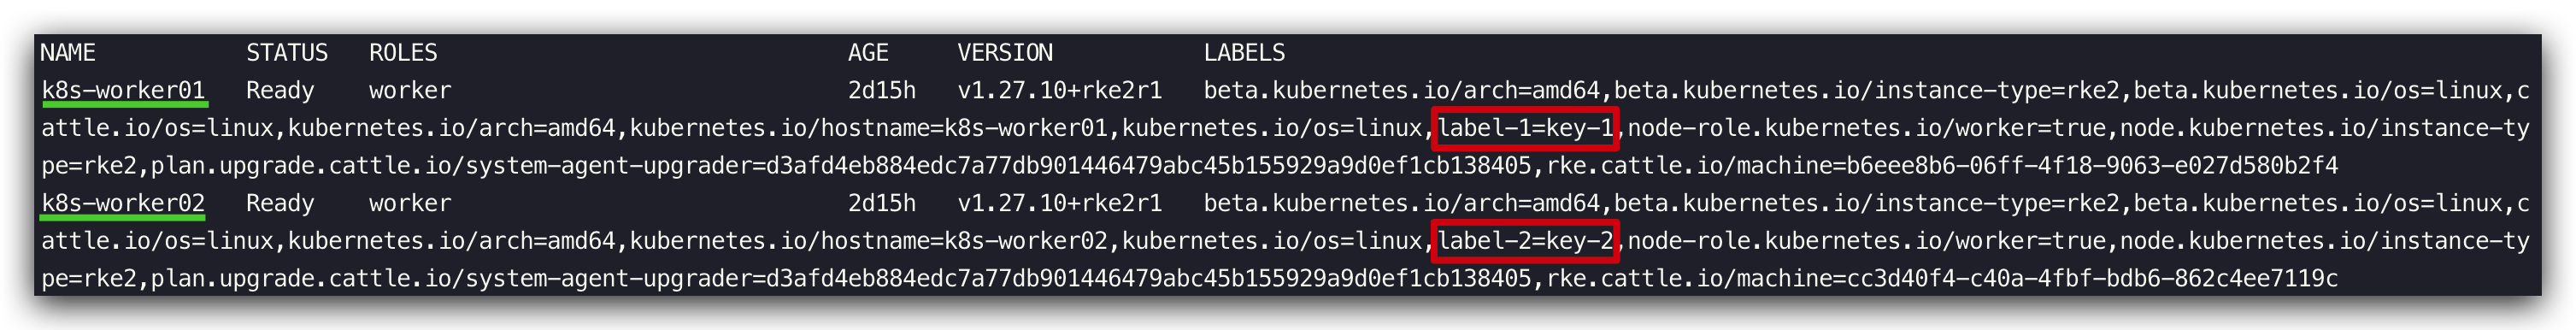 NAME STATUS ROLES AGE VERSION LABELS
k8s-worker01 Ready worker 2d15h v1.27.10+rke2r1 beta.kubernetes.io/arch=amd64,beta.kubernetes.io/instance-type=rke2,beta.kubernetes.io/os=linux,c
attle.io/os=linux,kubernetes.io/arch=amd64,kubernetes.io/hostname=k8s-worker01,kubernetes.io/os=linux,label-1=key-1,node-role.kubernetes.io/worker=true,node.kubernetes.io/instance-ty
pe=rke2,plan.upgrade.cattle.io/system-agent-upgrader=d3afd4eb884edc7a77db901446479abc45b155929a9d0ef1cb138405,rke.cattle.io/machine=b6eee8b6-06ff-4f18-9063-e027d580b2f4
k8s-worker02 Ready worker 2d15h v1.27.10+rke2r1 beta.kubernetes.io/arch=amd64,beta.kubernetes.io/instance-type=rke2,beta.kubernetes.io/os=linux,c
attle.io/os=linux,kubernetes.io/arch=amd64,kubernetes.io/hostname=k8s-worker02,kubernetes.io/os=linux,label-2=key-2,node-role.kubernetes.io/worker=true,node.kubernetes.io/instance-ty
pe=rke2,plan.upgrade.cattle.io/system-agent-upgrader=d3afd4eb884edc7a77db901446479abc45b155929a9d0ef1cb138405,rke.cattle.io/machine=cc3d40f4-c40a-4fbf-bdb6-862c4ee7119c